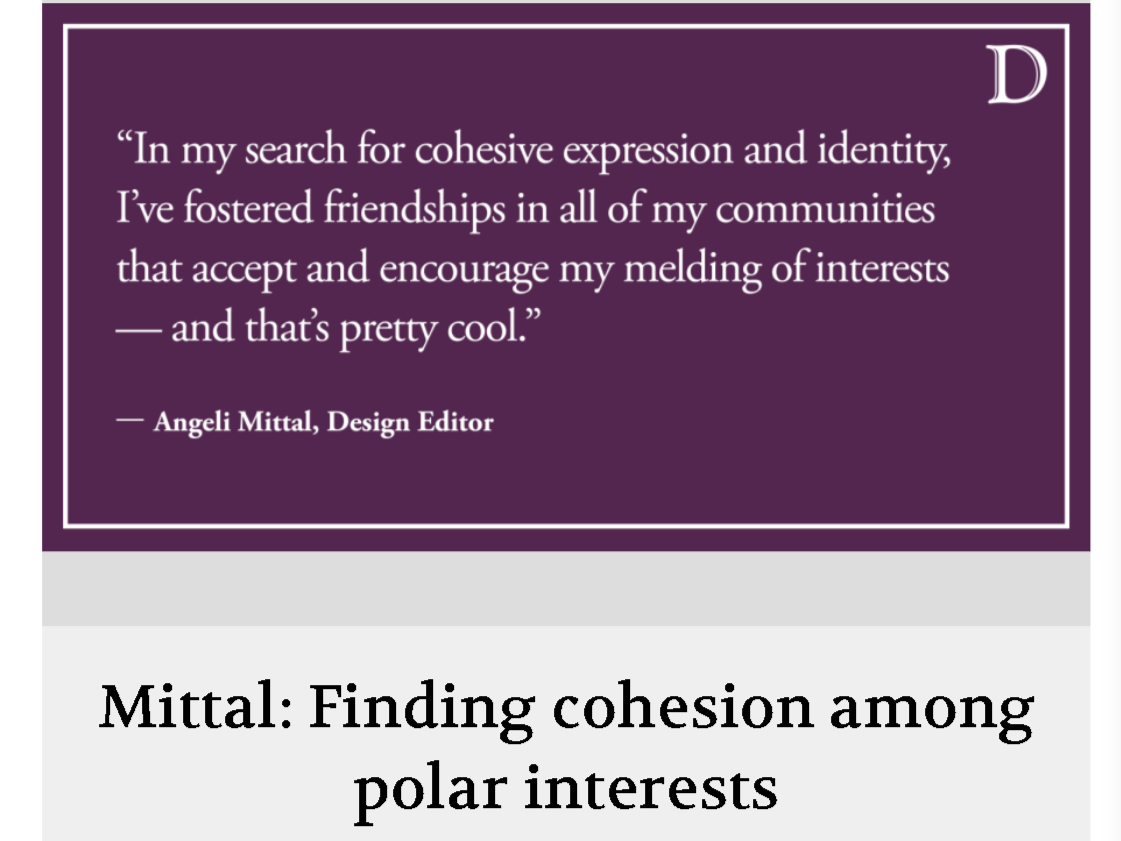 D
“In my search for cohesive expression and identity,
I’ve fostered friendships in all of my communities
that accept and encourage my melding of interests
— and that’s pretty cool.”
— Angeli Mittal, Design Editor
Mittal: Finding cohesion among
polar interests